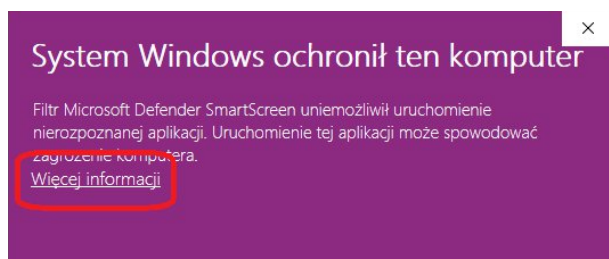 System Windows ochronił ten komputer
Filtr Microsoft Defender SmartScreen uniemożliwił uruchomienie
nierozpoznanej aplikacji. Uruchomienie tej aplikacji może spowodować
zagrożenie komputera.
Więcej informacji